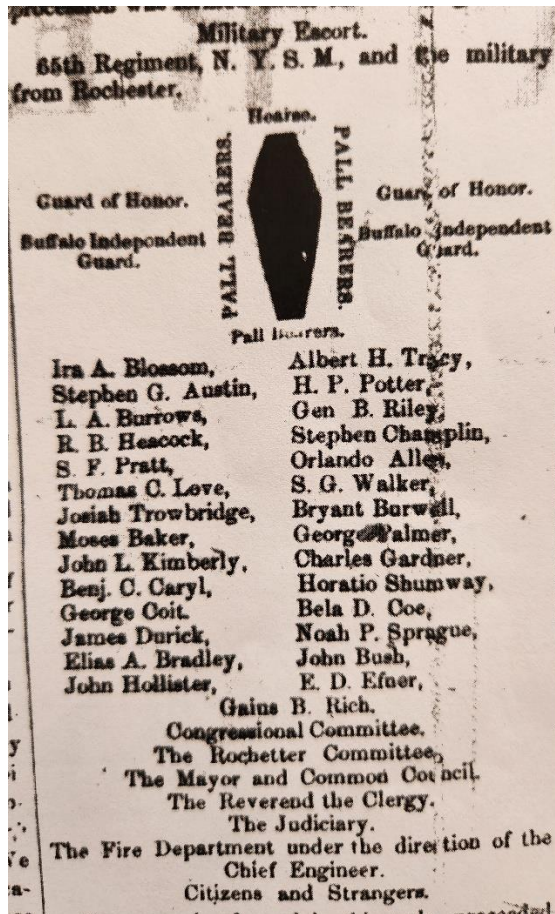 procession was
Military Escort.
65th Regiment, N. Y. S. M., and the military
from Rochester.
Hearse.
PALL BEARERS.
PALL BEARERS.
Guard of Honor.
Guard of Honor.
Buffalo Independent
Guard.
Buffalo Independent
Guard.
Pall Bearers.
Ira A. Blossom, Albert H. Tracy,
Stephen G. Austin, H. P. Potter,
L. A. Burrows, Gen B. Riley,
R. B. Heacock, Stephen Champlin,
S. F. Pratt, Orlando Allen,
Thomas C. Love, S. G. Walker,
Josiah Trowbridge, Bryant Burwell,
Moses Baker, George Palmer,
John L. Kimberly, Charles Gardner,
Benj. C. Caryl, Horatio Shumway,
George Coit. Bela D. Coe,
James Durick, Noah P. Sprague,
Elias A. Bradley, John Bush,
John Hollister, E. D. Efner,
Gaius B. Rich.
Congressional Committee.
The Rochetter Committee,
The Mayor and Common Council.
The Reverend the Clergy.
The Judiciary.
The Fire Department under the direction of the
Chief Engineer.
Citizens and Strangers.